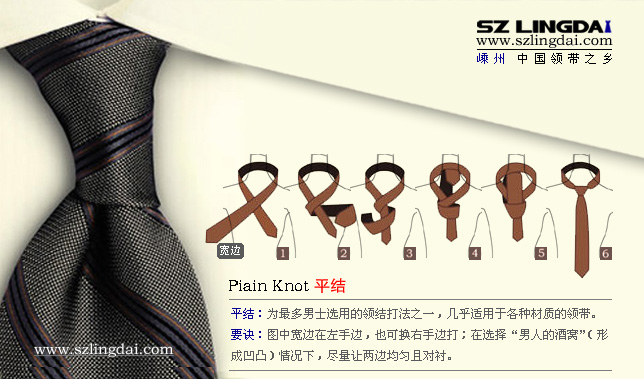 SZ LINGDAI
www.szlingdai.com
嵊州 中国领带之乡
宽边
1
2
3
4
5
6
Plain Knot 平结
平结：为最多男士选用的领结打法之一，几乎适用于各种材质的领带。
要诀：图中宽边在左手边，也可换右手边打；在选择“男人的酒窝”（形
成凹凸）情况下，尽量让两边均匀且对衬。
www.szlingdai.com